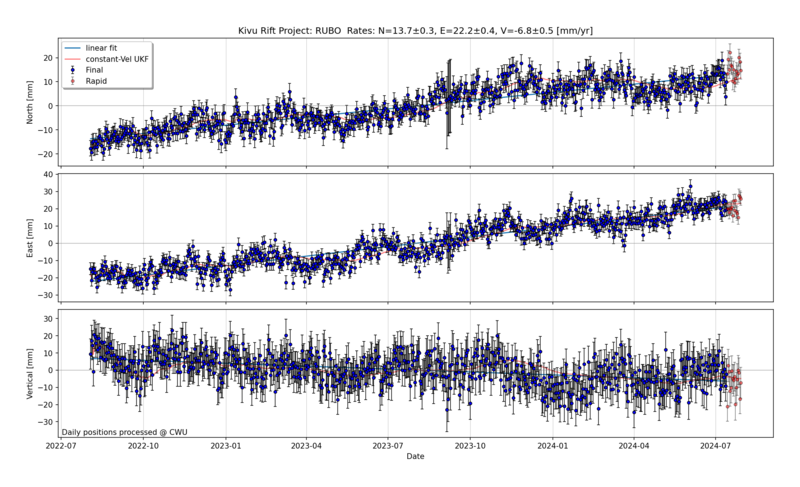 Kivu Rift Project: RUBO  Rates: N=13.7±0.3, E=22.2±0.4, V=-6.8±0.5 [mm/yr]
linear fit
constant-Vel UKF
Final
Rapid
North [mm]
20
10
0
−10
−20
East [mm]
40
30
20
10
0
−10
−20
−30
Vertical [mm]
30
20
10
0
−10
−20
−30
Daily positions processed @ CWU
2022-07 2022-10 2023-01 2023-04 2023-07 2023-10 2024-01 2024-04 2024-07
Date